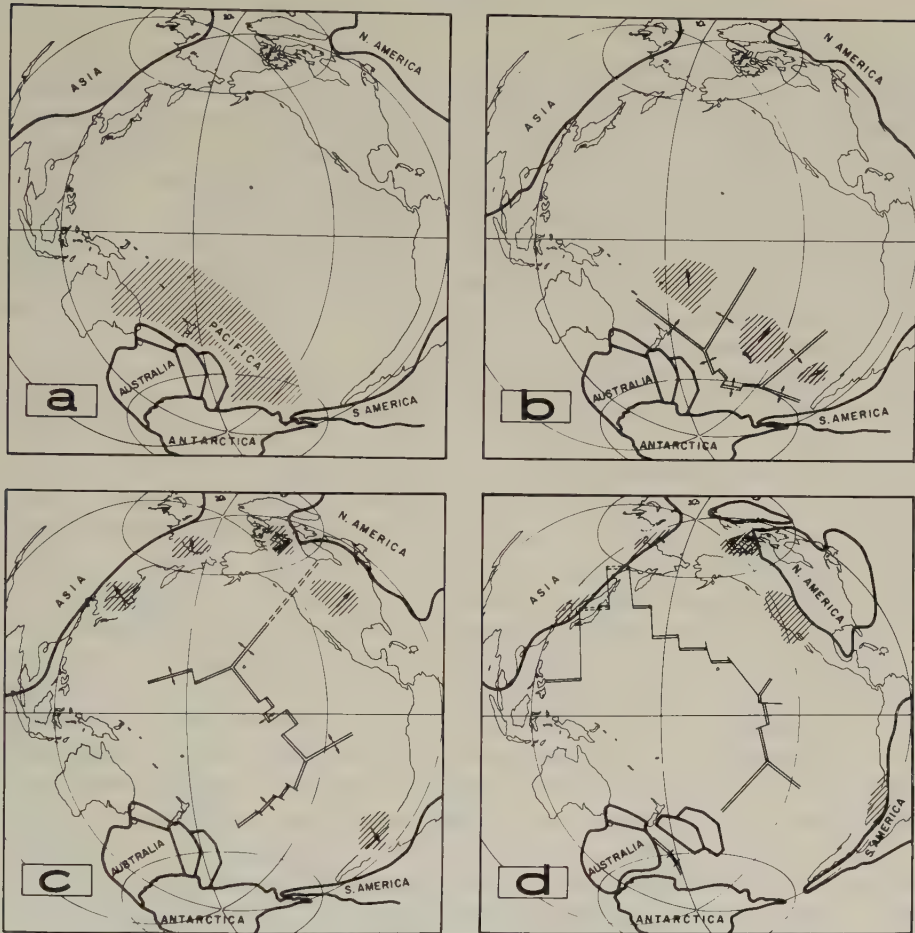 ASIA
N. AMERICA
PACIFICA
AUSTRALIA
S. AMERICA
ANTARCTICA
a
ASIA
N. AMERICA
AUSTRALIA
S. AMERICA
ANTARCTICA
b
ASIA
N. AMERICA
AUSTRALIA
S. AMERICA
ANTARCTICA
c
ASIA
N. AMERICA
AUSTRALIA
S. AMERICA
ANTARCTICA
d